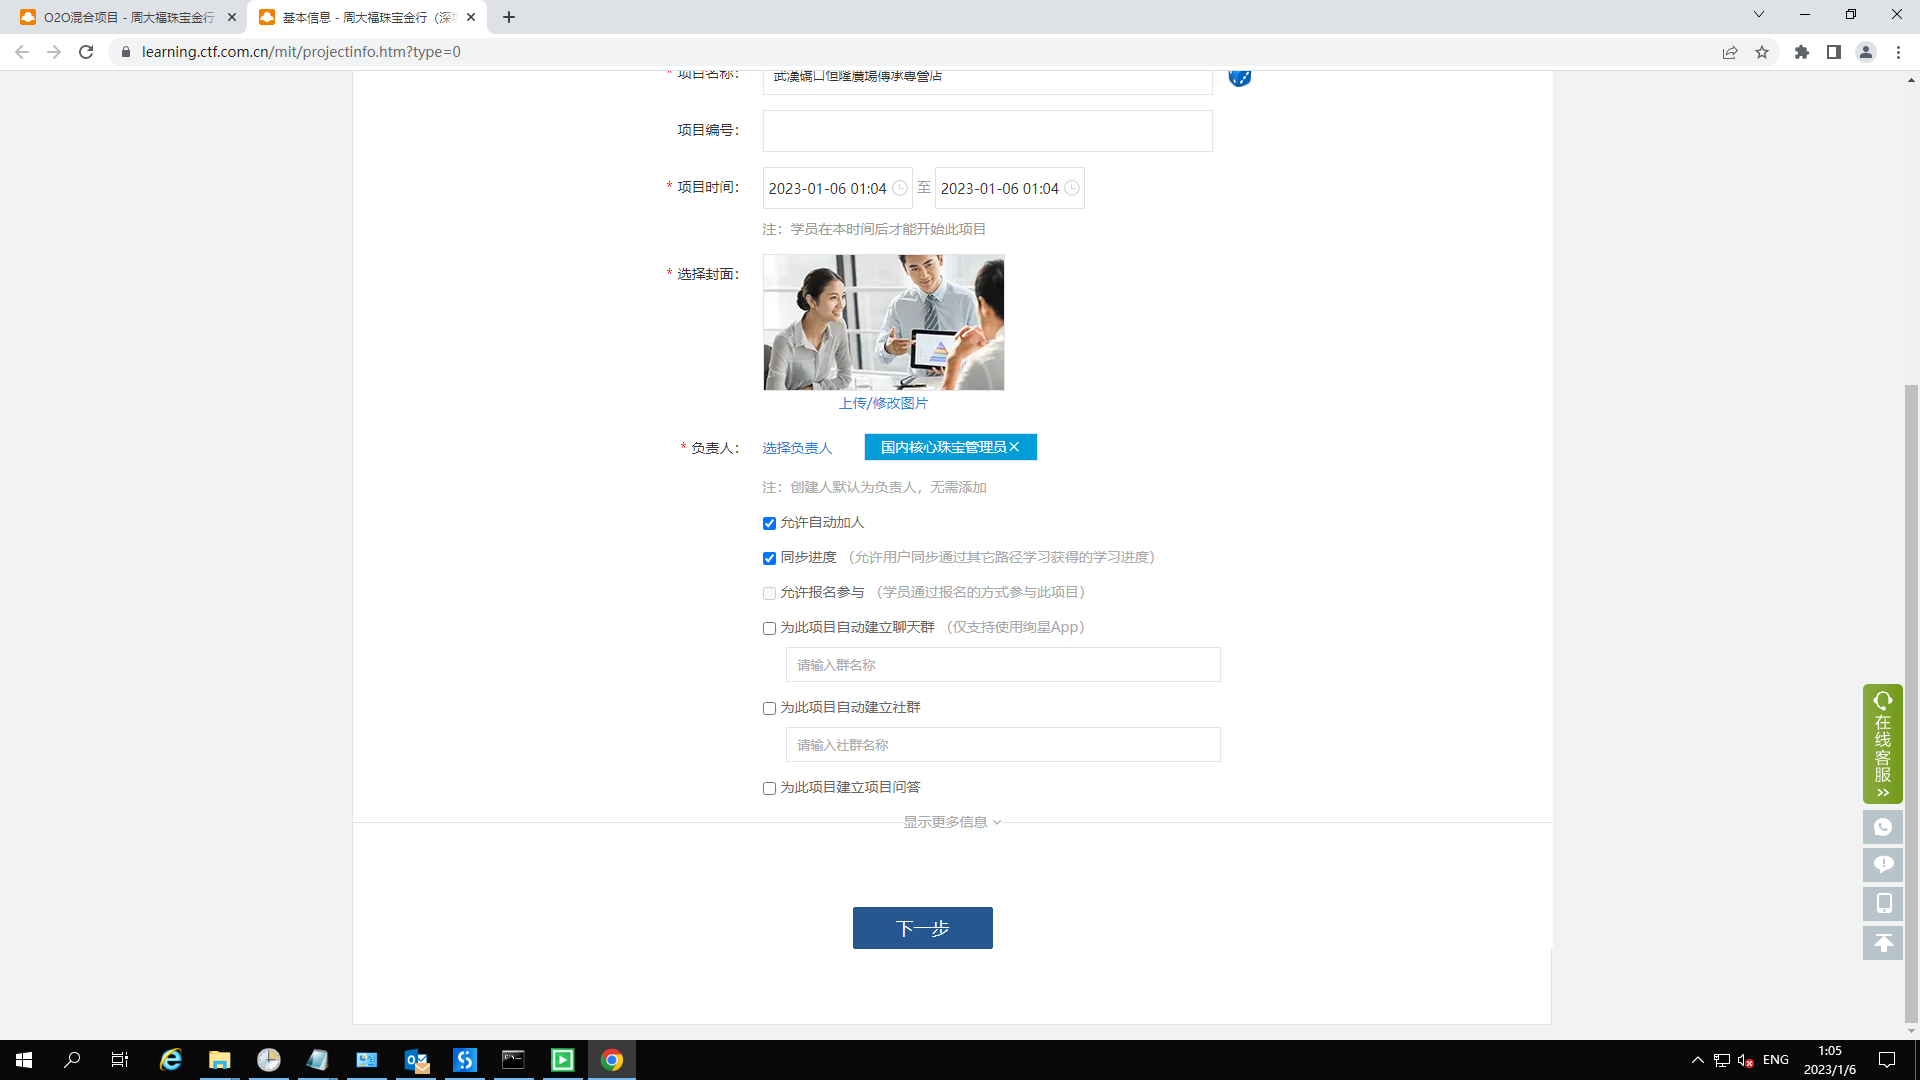 O2O混合项目 - 周大福珠宝金行
基本信息 - 周大福珠宝金行（深圳
learning.ctf.com.cn/mit/projectinfo.htm?type=0
* 项目名称：
武漢礄口恒隆廣場傳承專營店
项目编号：
* 项目时间：
2023-01-06 01:04 至 2023-01-06 01:04
注：学员在本时间后才能开始此项目
* 选择封面：
上传/修改图片
* 负责人：
选择负责人
国内核心珠宝管理员×
注：创建人默认为负责人，无需添加
允许自动加人
同步进度 （允许用户同步通过其它路径学习获得的学习进度）
允许报名参与 （学员通过报名的方式参与此项目）
为此项目自动建立聊天群 （仅支持使用绚星App）
请输入群名称
为此项目自动建立社群
请输入社群名称
为此项目建立项目问答
显示更多信息
下一步
在线客服
ENG
1:05
2023/1/6